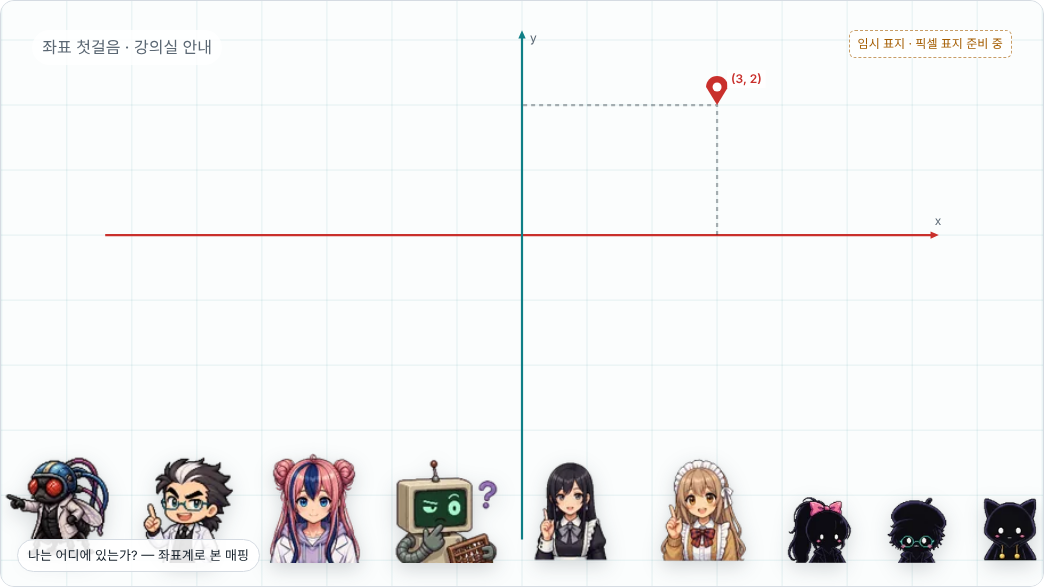 좌표 첫걸음 · 강의실 안내
임시 표지 · 픽셀 표지 준비 중
y
(3, 2)
x
?
나는 어디에 있는가? — 좌표계로 본 매핑